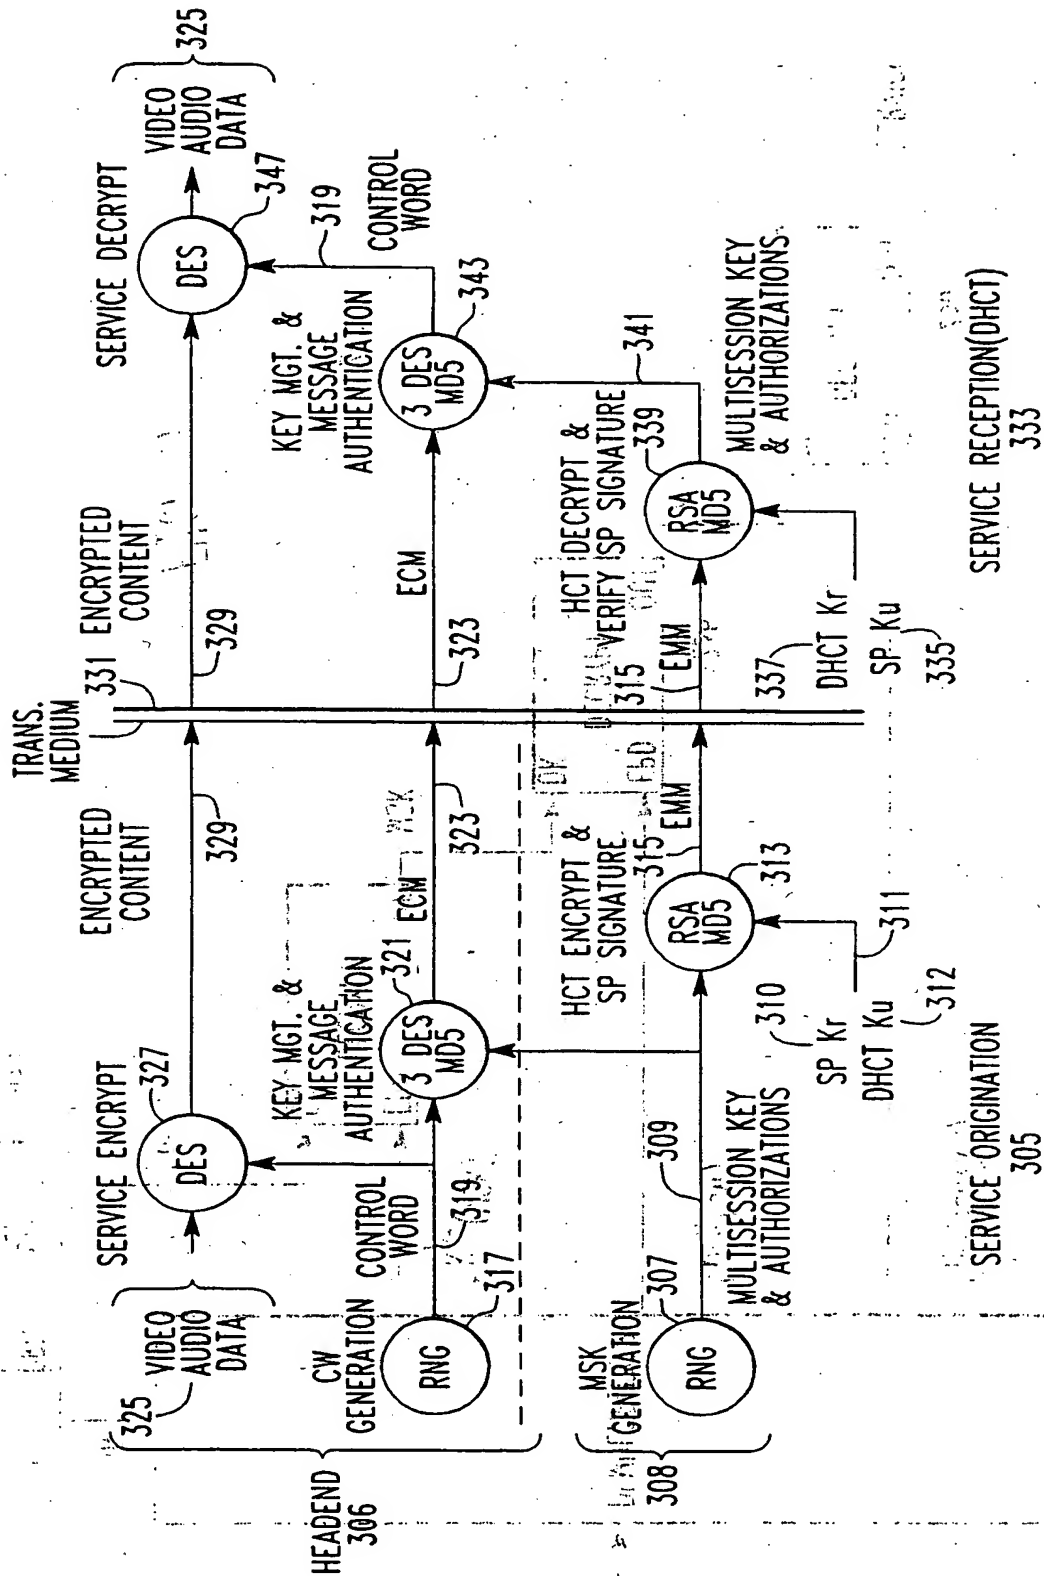 TRANS.
MEDIUM
331
ENCRYPTED
CONTENT
329
ENCRYPTED
CONTENT
329
SERVICE ENCRYPT
327
DES
325
VIDEO
AUDIO
DATA
SERVICE DECRYPT
DES
347
VIDEO
AUDIO
DATA
325
HEADEND
306
CW
GENERATION
RNG
317
CONTROL
WORD
319
KEY MGT. &
MESSAGE
AUTHENTICATION
321
3 DES
MD5
ECM
323
ECM
323
KEY MGT. &
MESSAGE
AUTHENTICATION
3 DES
MD5
343
319
CONTROL
WORD
308
MSK
GENERATION
RNG
307
309
MULTISESSION KEY
& AUTHORIZATIONS
HCT ENCRYPT &
SP SIGNATURE
RSA
MD5
313
315
EMM
310
SP Kr
DHCT Ku
312
311
315
EMM
HCT DECRYPT &
VERIFY SP SIGNATURE
339
RSA
MD5
341
MULTISESSION KEY
& AUTHORIZATIONS
337
DHCT Kr
SP Ku
335
SERVICE ORIGINATION
305
SERVICE RECEPTION(DHCT)
333